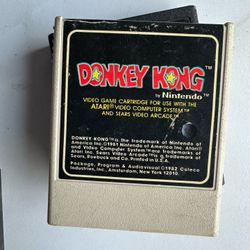 DONKEY KONG™
by Nintendo®
VIDEO GAME CARTRIDGE FOR USE WITH THE
ATARI® VIDEO COMPUTER SYSTEM™
AND SEARS VIDEO ARCADE™
DONKEY KONG™ is the trademark of Nintendo of
America Inc. ©1981 Nintendo of America Inc. Atari®
and Video Computer System™ are trademarks of
Atari Inc. Sears Video Arcade™ is a trademark of
Sears, Roebuck and Co. Printed in U.S.A.
Package, Program & Audiovisual ©1982 Coleco
Industries, Inc., Amsterdam, New York 12010.